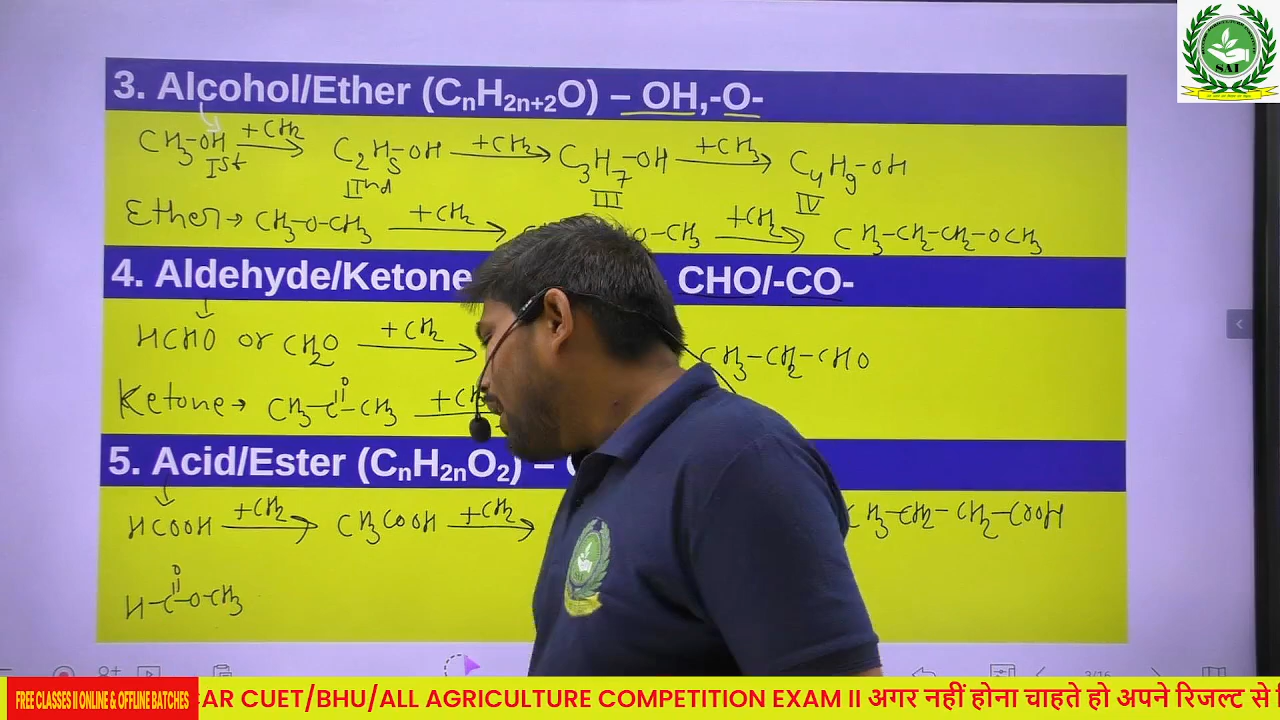 SAI
3. Alcohol/Ether (CₙH₂ₙ₊₂O) – OH,-O-
CH₃-OH +CH₂ C₂H₅-OH +CH₂ C₃H₇-OH +CH₃ C₄H₉-OH
Ist IInd III IV
Ether→ CH₃-O-CH₃ +CH₂ O-CH₃ +CH₂ CH₃-CH₂-CH₂-OCH₃
4. Aldehyde/Ketone CHO/-CO-
HCHO or CH₂O +CH₂ CH₃-CH₂-CHO
O
Ketone→ CH₃-C-CH₃
5. Acid/Ester (CₙH₂ₙO₂) –
HCOOH +CH₂ CH₃COOH +CH₂ CH₃-CH₂-CH₂-COOH
O
H-C-O-CH₃
FREE CLASSES II ONLINE & OFFLINE BATCHES
CAR CUET/BHU/ALL AGRICULTURE COMPETITION EXAM II अगर नहीं होना चाहते हो अपने रिजल्ट से